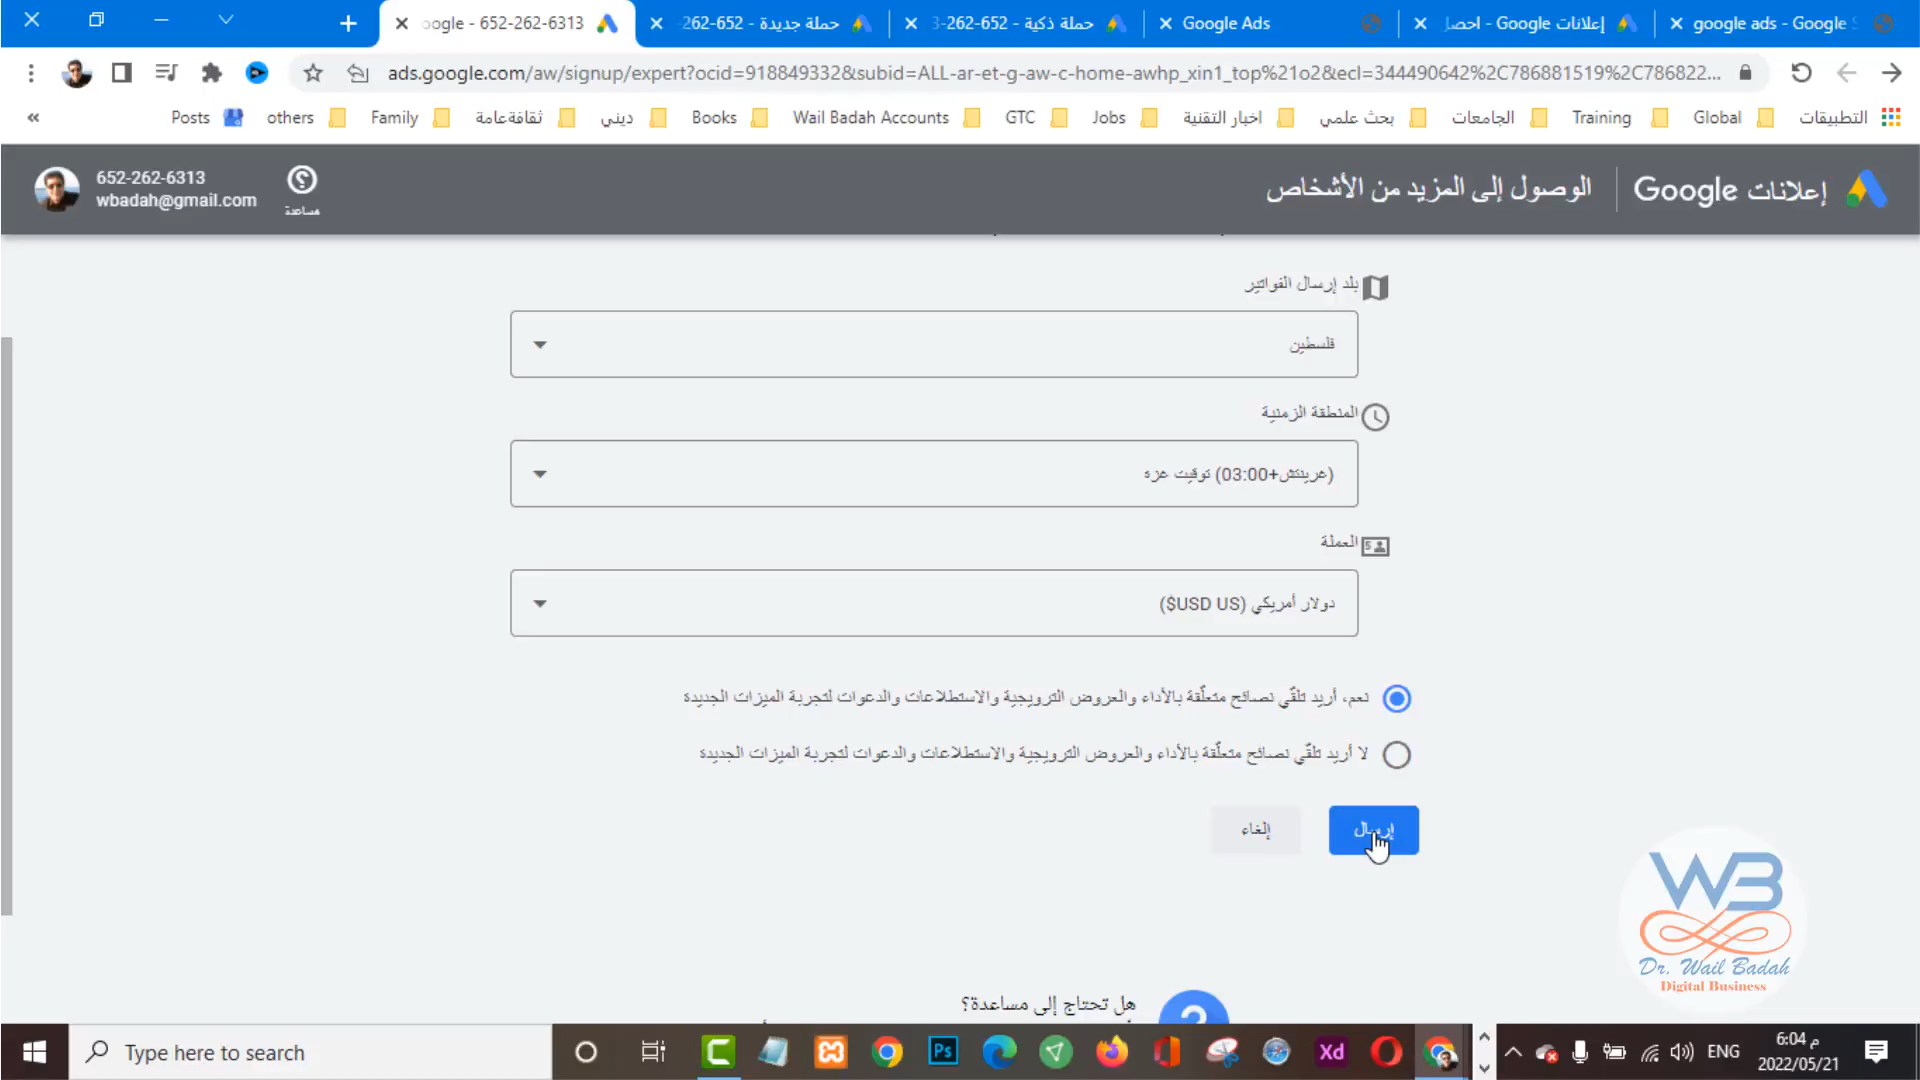 google ads - Google
إعلانات Google - احصل
Google Ads
حملة ذكية - 652-262-3
حملة جديدة - 652-262-
oogle - 652-262-6313
ads.google.com/aw/signup/expert?ocid=918849332&subid=ALL-ar-et-g-aw-c-home-awhp_xin1_top%21o2&ecl=344490642%2C786881519%2C786822...
التطبيقات
Global
Training
الجامعات
بحث علمي
اخبار التقنية
Jobs
GTC
Wail Badah Accounts
Books
ديني
ثقافةعامة
Family
others
Posts
إعلانات Google
الوصول إلى المزيد من الأشخاص
مساعدة
652-262-6313
wbadah@gmail.com
بلد إرسال الفواتير
فلسطين
المنطقة الزمنية
(غرينتش+03:00) توقيت غزة
العملة
دولار أمريكي (USD US$)
نعم، أريد تلقّي نصائح متعلّقة بالأداء والعروض الترويجية والاستطلاعات والدعوات لتجربة الميزات الجديدة
لا أريد تلقّي نصائح متعلّقة بالأداء والعروض الترويجية والاستطلاعات والدعوات لتجربة الميزات الجديدة
إرسال
إلغاء
هل تحتاج إلى مساعدة؟
WB
Dr. Wail Badah
Digital Business
Type here to search
Ps
Xd
ENG
6:04 م
2022/05/21